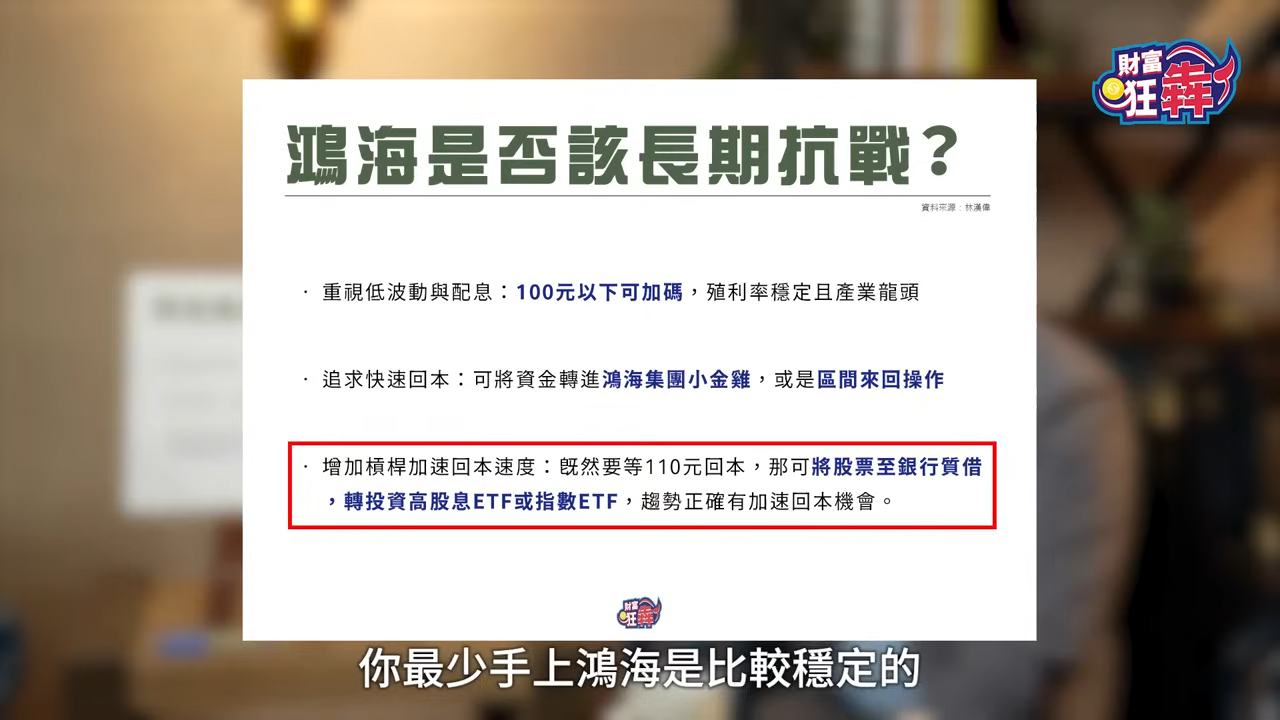 財富
狂犇
鴻海是否該長期抗戰？
資料來源：林漢偉
· 重視低波動與配息：100元以下可加碼，殖利率穩定且產業龍頭
· 追求快速回本：可將資金轉進鴻海集團小金雞，或是區間來回操作
· 增加槓桿加速回本速度：既然要等110元回本，那可將股票至銀行質借
，轉投資高股息ETF或指數ETF，趨勢正確有加速回本機會。
財富
狂犇
你最少手上鴻海是比較穩定的